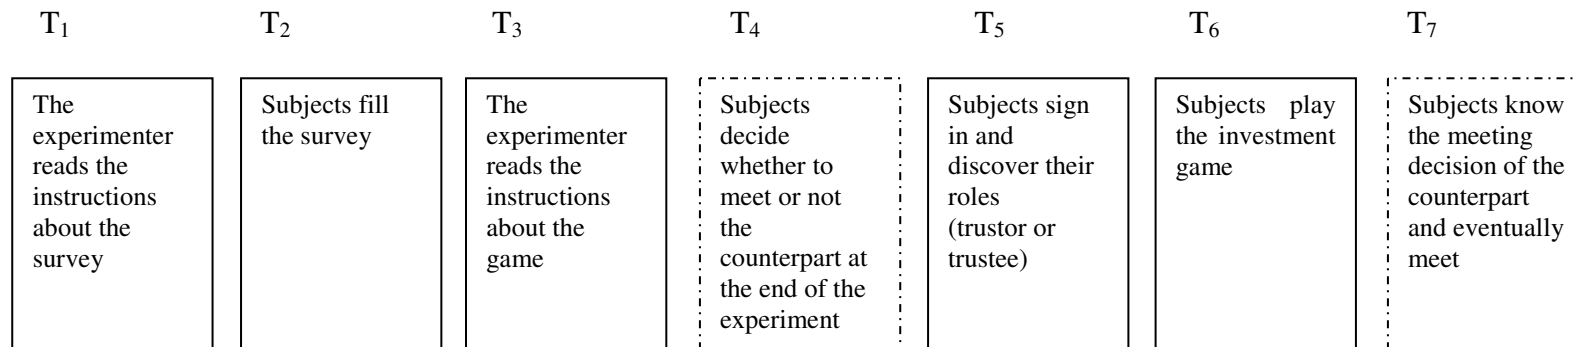 T1
T2
T3
T4
T5
T6
T7
The
experimenter
reads the
instructions
about the
survey
Subjects fill
the survey
The
experimenter
reads the
instructions
about the
game
Subjects
decide
whether to
meet or not
the
counterpart at
the end of the
experiment
Subjects sign
in and
discover their
roles
(trustor or
trustee)
Subjects play
the investment
game
Subjects know
the meeting
decision of the
counterpart
and eventually
meet